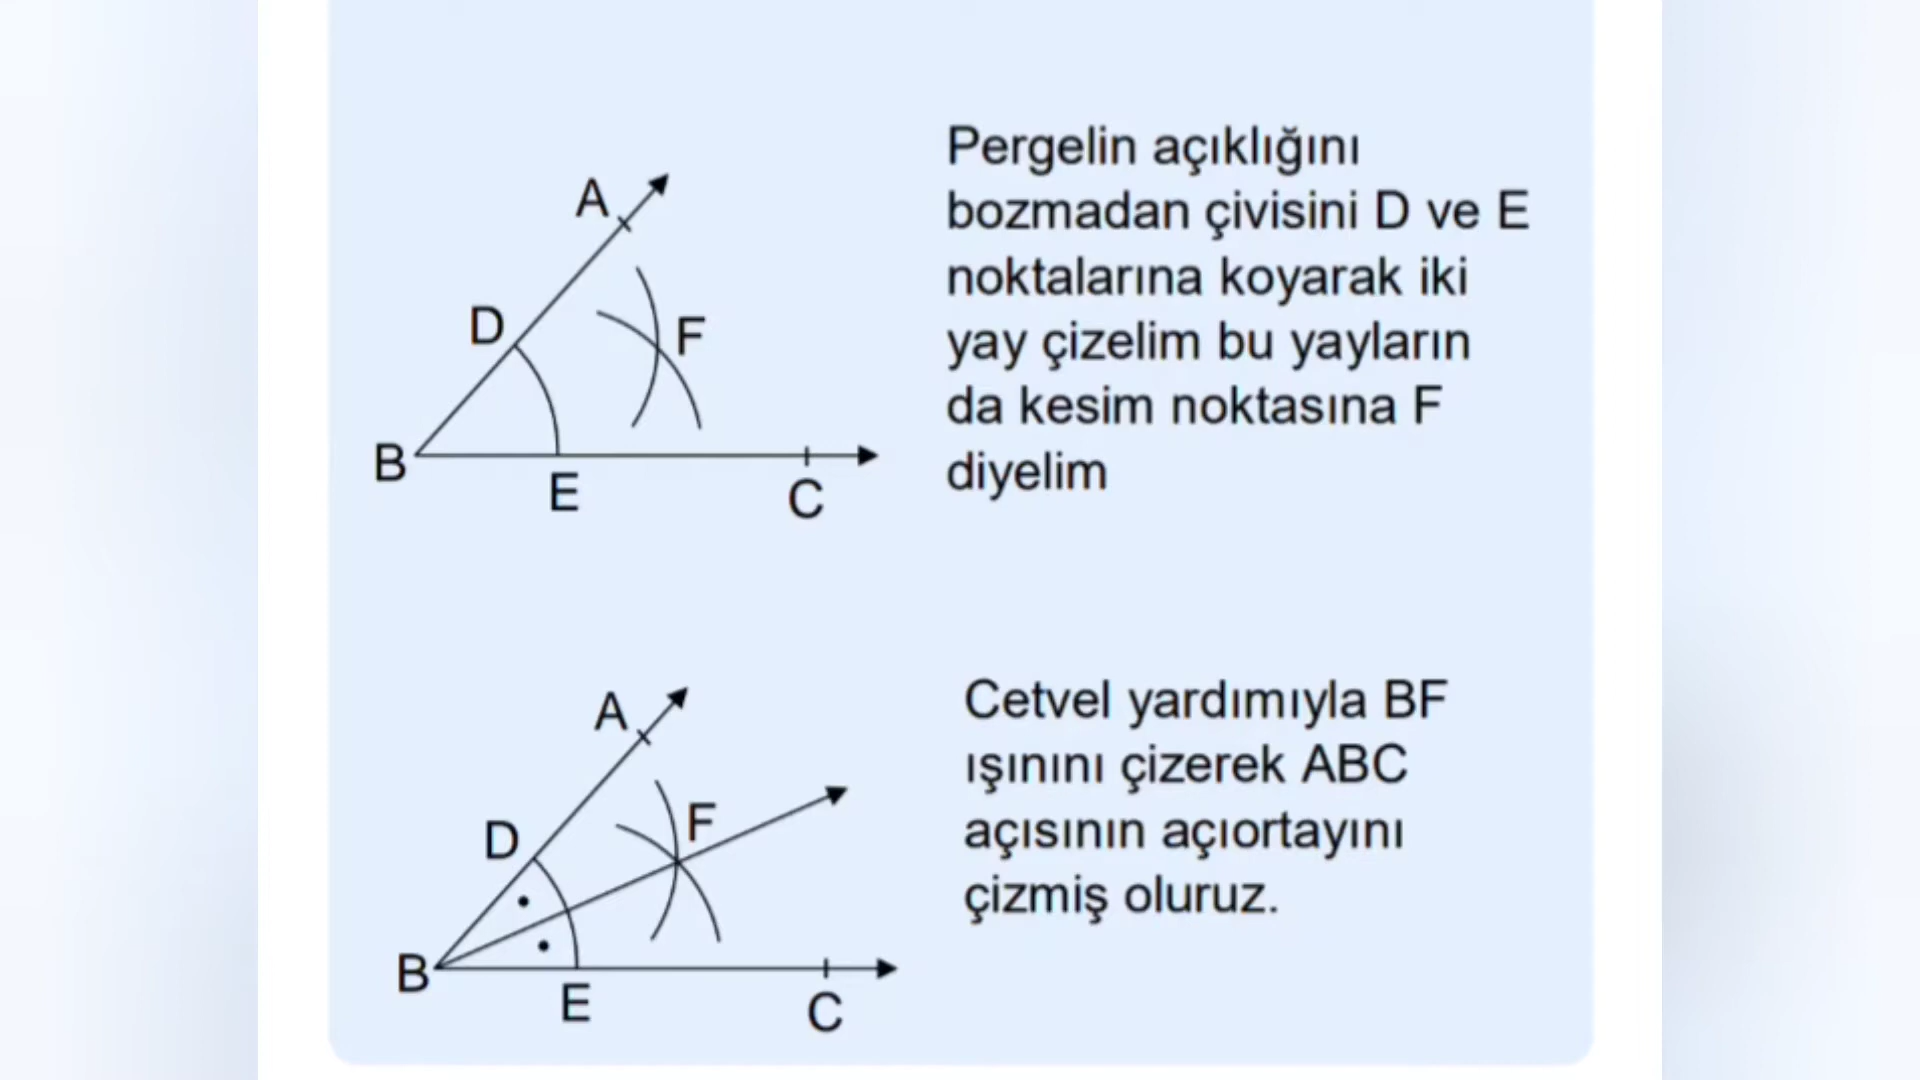 Pergelin açıklığını
bozmadan çivisini D ve E
noktalarına koyarak iki
yay çizelim bu yayların
da kesim noktasına F
diyelim
A
D
F
B
E
C
Cetvel yardımıyla BF
ışınını çizerek ABC
açısının açıortayını
çizmiş oluruz.
A
D
F
B
E
C